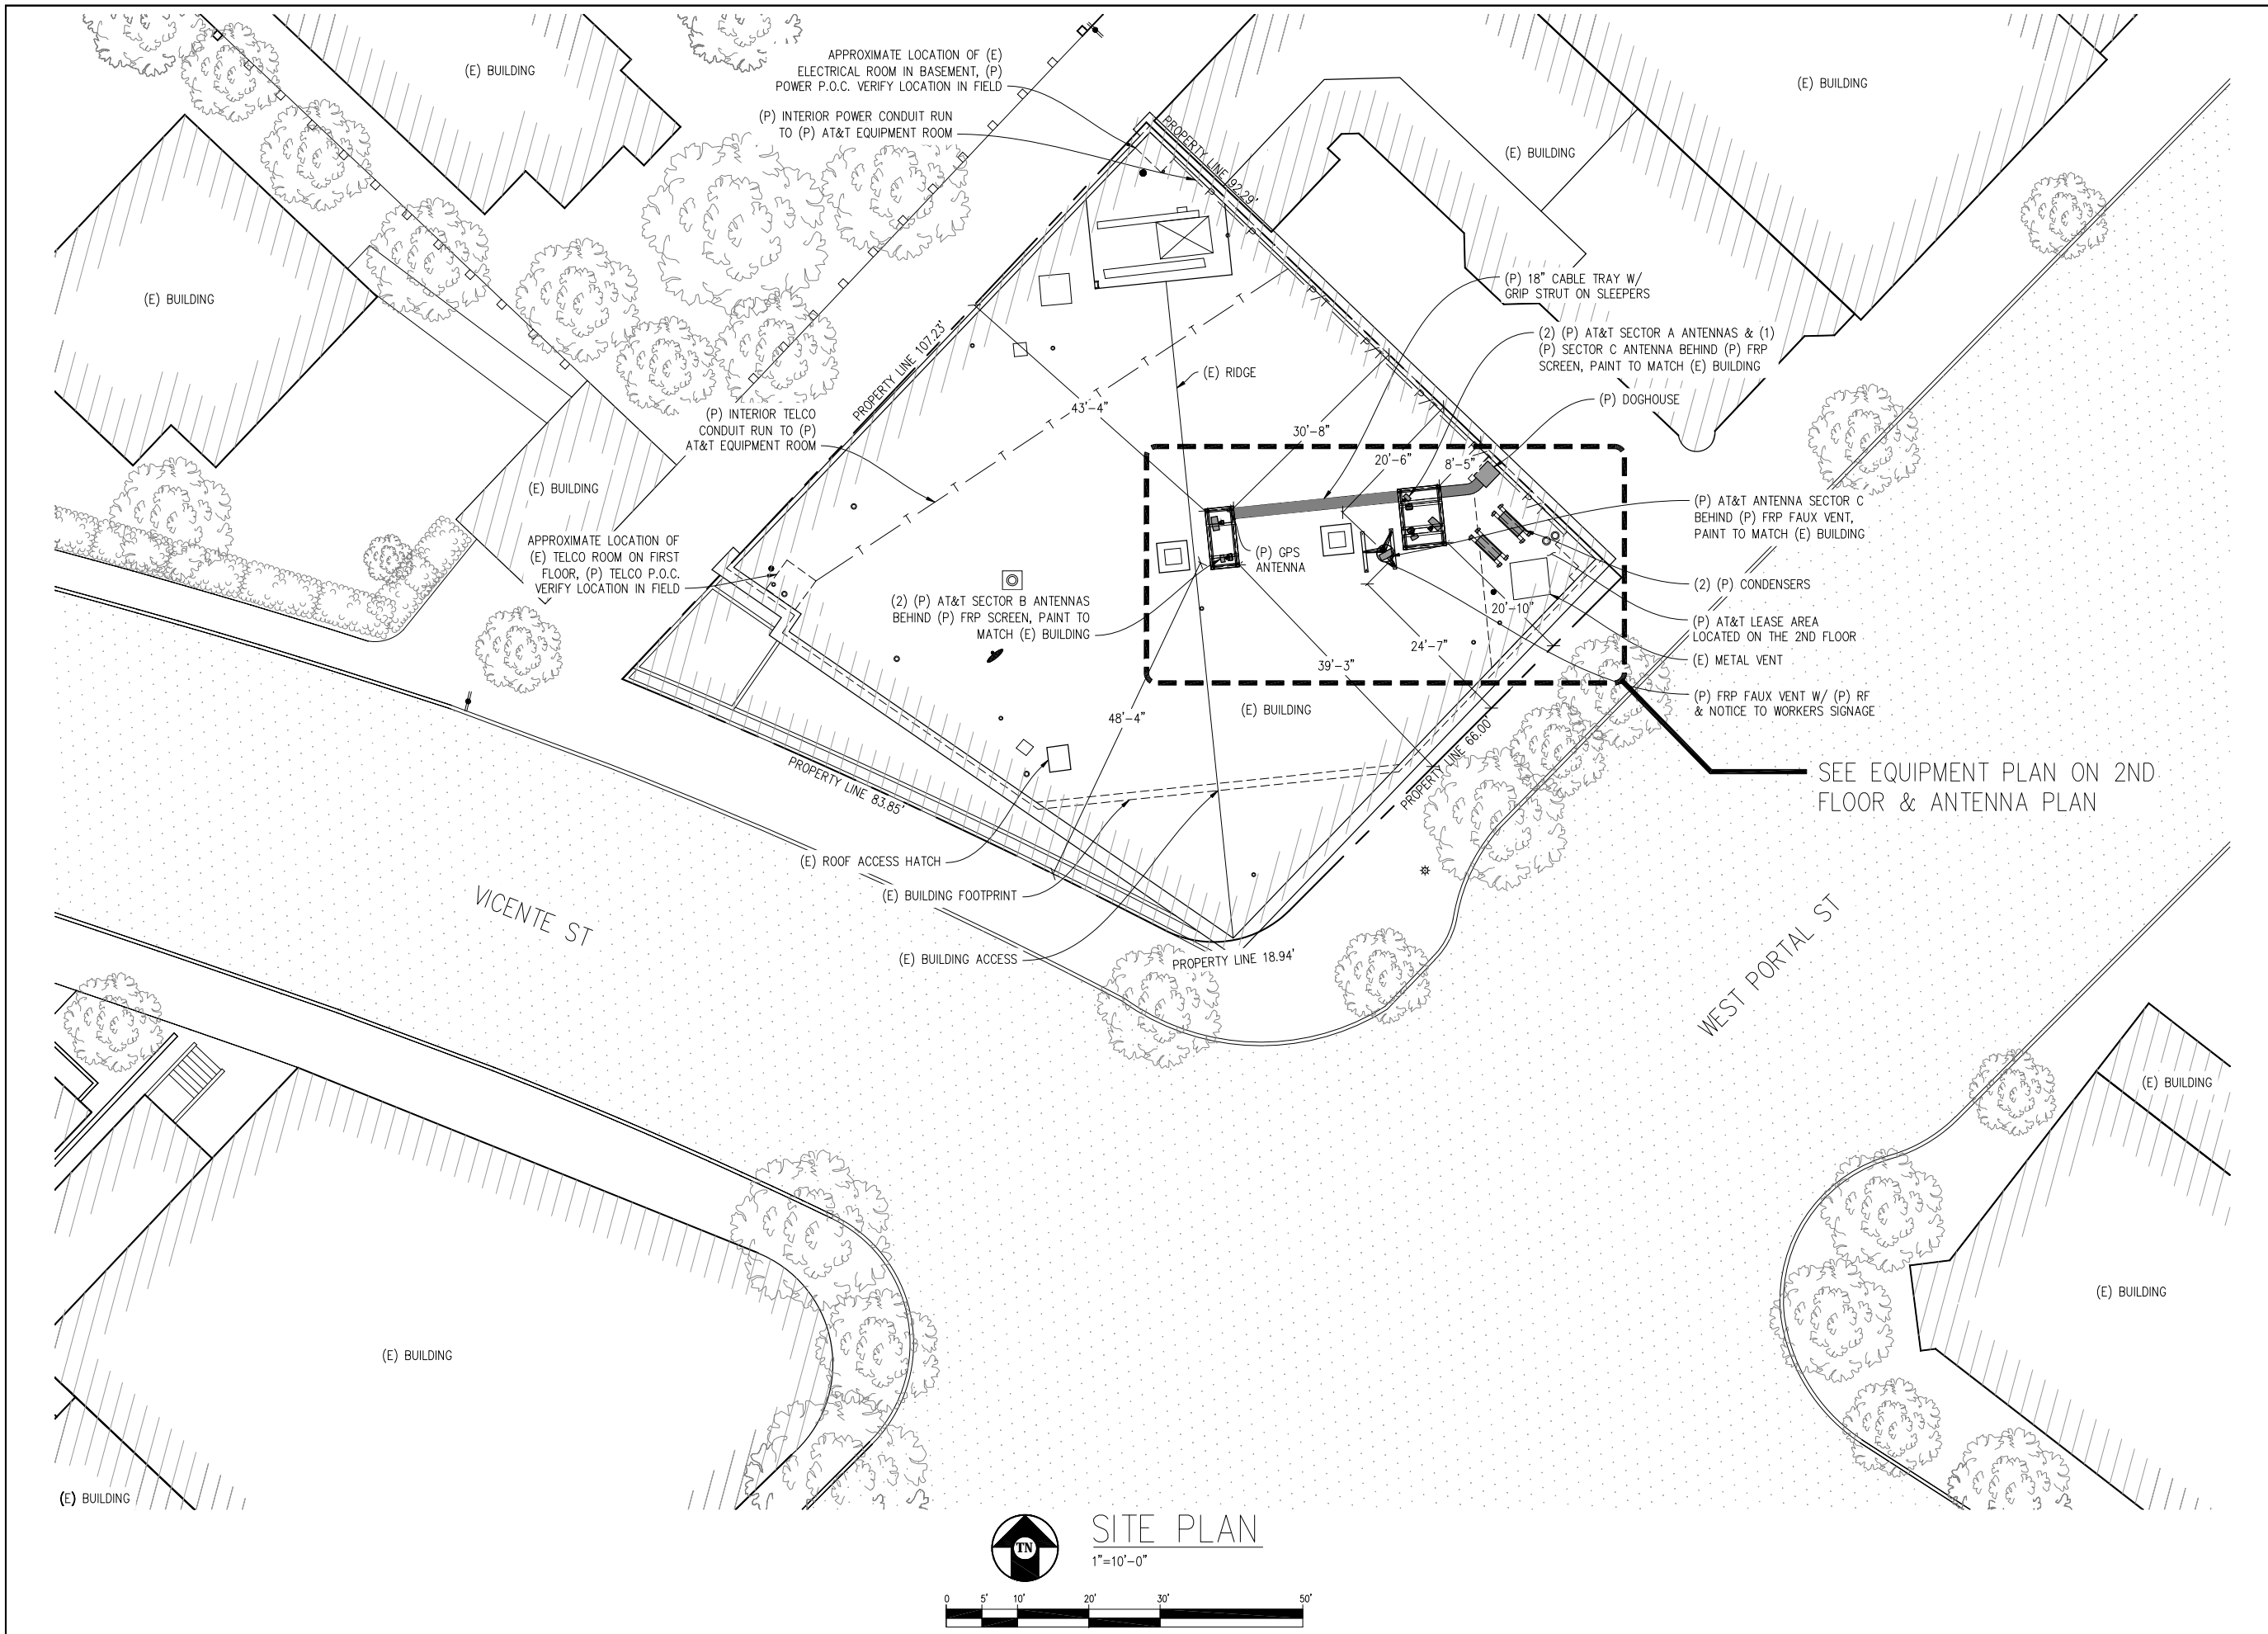 (E) BUILDING
APPROXIMATE LOCATION OF (E)
ELECTRICAL ROOM IN BASEMENT, (P)
POWER P.O.C. VERIFY LOCATION IN FIELD
(E) BUILDING
(P) INTERIOR POWER CONDUIT RUN
TO (P) AT&T EQUIPMENT ROOM
PROPERTY LINE 92.29'
(E) BUILDING
(E) BUILDING
(P) 18" CABLE TRAY W/
GRIP STRUT ON SLEEPERS
(2) (P) AT&T SECTOR A ANTENNAS & (1)
(P) SECTOR C ANTENNA BEHIND (P) FRP
SCREEN, PAINT TO MATCH (E) BUILDING
PROPERTY LINE 107.23'
(E) RIDGE
(P) DOGHOUSE
43'-4"
(P) INTERIOR TELCO
CONDUIT RUN TO (P)
AT&T EQUIPMENT ROOM
30'-8"
20'-6"
8'-5"
(E) BUILDING
(P) AT&T ANTENNA SECTOR C
BEHIND (P) FRP FAUX VENT,
PAINT TO MATCH (E) BUILDING
APPROXIMATE LOCATION OF
(E) TELCO ROOM ON FIRST
FLOOR, (P) TELCO P.O.C.
VERIFY LOCATION IN FIELD
(P) GPS
ANTENNA
(2) (P) CONDENSERS
(2) (P) AT&T SECTOR B ANTENNAS
BEHIND (P) FRP SCREEN, PAINT TO
MATCH (E) BUILDING
20'-10"
(P) AT&T LEASE AREA
LOCATED ON THE 2ND FLOOR
24'-7"
(E) METAL VENT
39'-3"
(P) FRP FAUX VENT W/ (P) RF
& NOTICE TO WORKERS SIGNAGE
48'-4"
(E) BUILDING
PROPERTY LINE 66.00'
PROPERTY LINE 83.85'
SEE EQUIPMENT PLAN ON 2ND
FLOOR & ANTENNA PLAN
(E) ROOF ACCESS HATCH
(E) BUILDING FOOTPRINT
VICENTE ST
(E) BUILDING ACCESS
PROPERTY LINE 18.94'
WEST PORTAL ST
(E) BUILDING
(E) BUILDING
(E) BUILDING
(E) BUILDING
T
T
T
T
T
T
P
P
P/T
P/T
P/T
P
P
TN
SITE PLAN
1"=10'-0"
0 5' 10' 20' 30' 50'